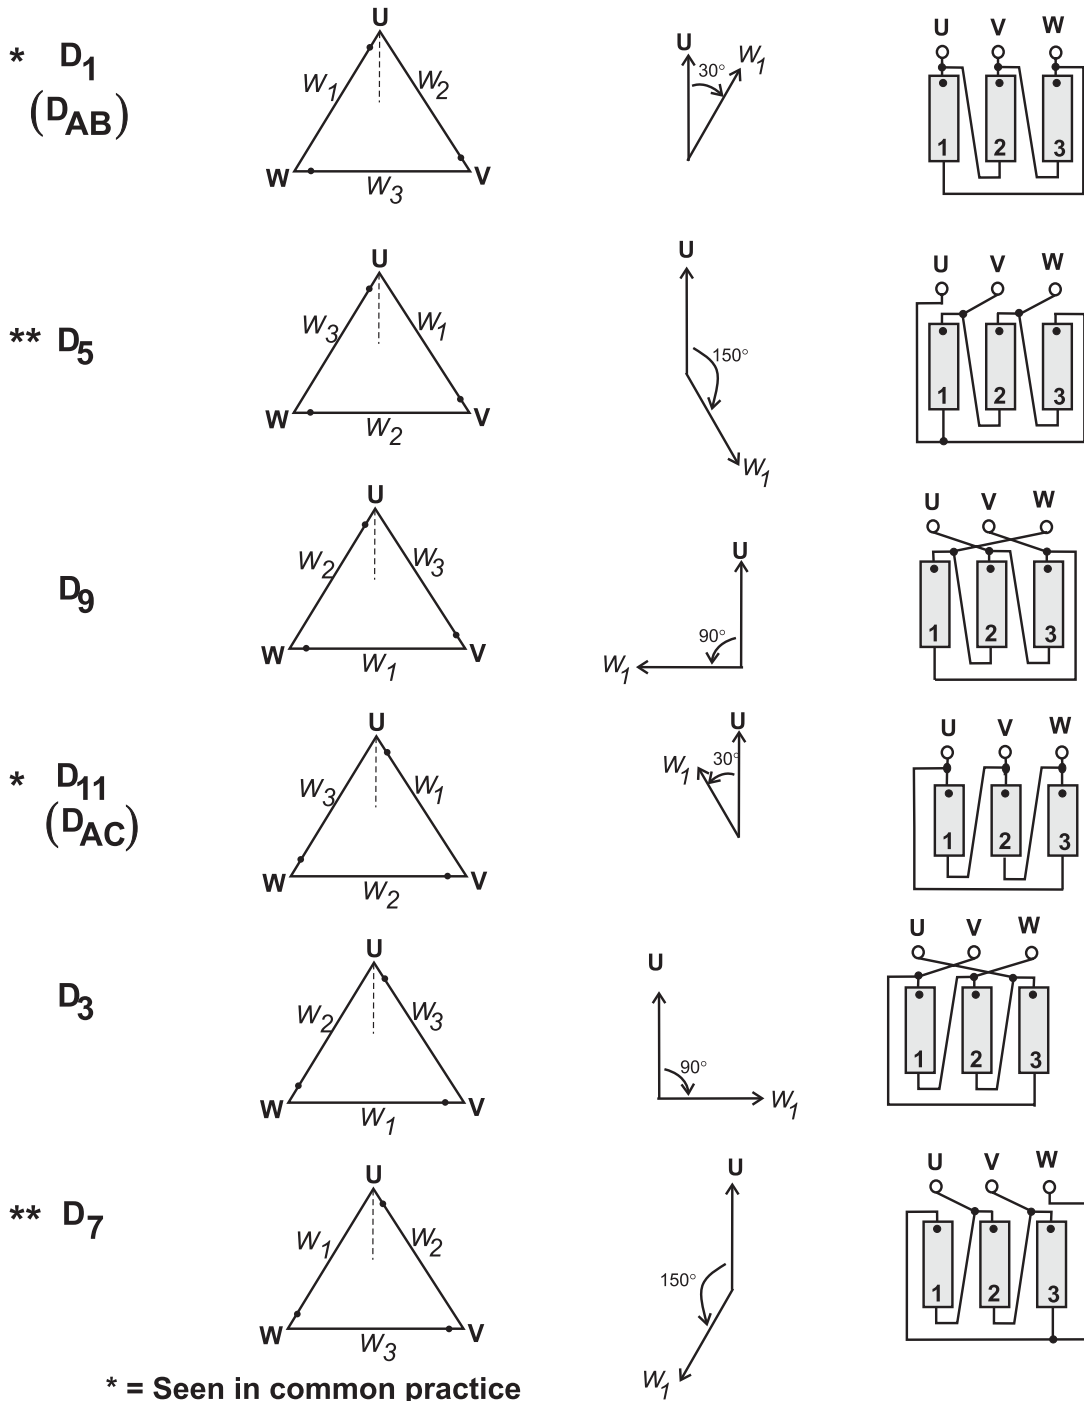 * D1
(DAB)
U
W1
W2
W
V
W3
U
30°
W1
U V W
1 2 3
** D5
U
W3
W1
W
V
W2
U
150°
W1
U V W
1 2 3
D9
U
W2
W3
W
V
W1
U
90°
W1
U V W
1 2 3
* D11
(DAC)
U
W3
W1
W
V
W2
U
W1
30°
U V W
1 2 3
D3
U
W2
W3
W
V
W1
U
90°
W1
U V W
1 2 3
** D7
U
W1
W2
W
V
W3
U
150°
W1
U V W
1 2 3
* = Seen in common practice